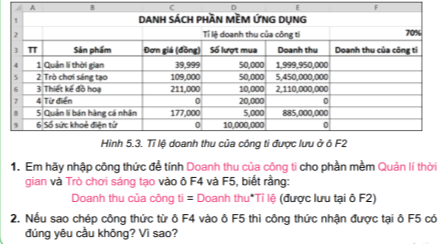 A B C D E F
1 DANH SÁCH PHẦN MỀM ỨNG DỤNG
2 Tỉ lệ doanh thu của công ti 70%
3 TT Sản phẩm Đơn giá (đồng) Số lượt mua Doanh thu Doanh thu của công ti
4 1 Quản lí thời gian 39,999 50,000 1,999,950,000
5 2 Trò chơi sáng tạo 109,000 50,000 5,450,000,000
6 3 Thiết kế đồ hoạ 211,000 10,000 2,110,000,000
7 4 Từ điển 0 20,000 0
8 5 Quản lí bán hàng cá nhân 177,000 5,000 885,000,000
9 6 Sổ sức khoẻ điện tử 0 10,000,000 0
Hình 5.3. Tỉ lệ doanh thu của công ti được lưu ở ô F2
1. Em hãy nhập công thức để tính Doanh thu của công ti cho phần mềm Quản lí thời
gian và Trò chơi sáng tạo vào ô F4 và F5, biết rằng:
Doanh thu của công ti = Doanh thu*Tỉ lệ (được lưu tại ô F2)
2. Nếu sao chép công thức từ ô F4 vào ô F5 thì công thức nhận được tại ô F5 có
đúng yêu cầu không? Vì sao?